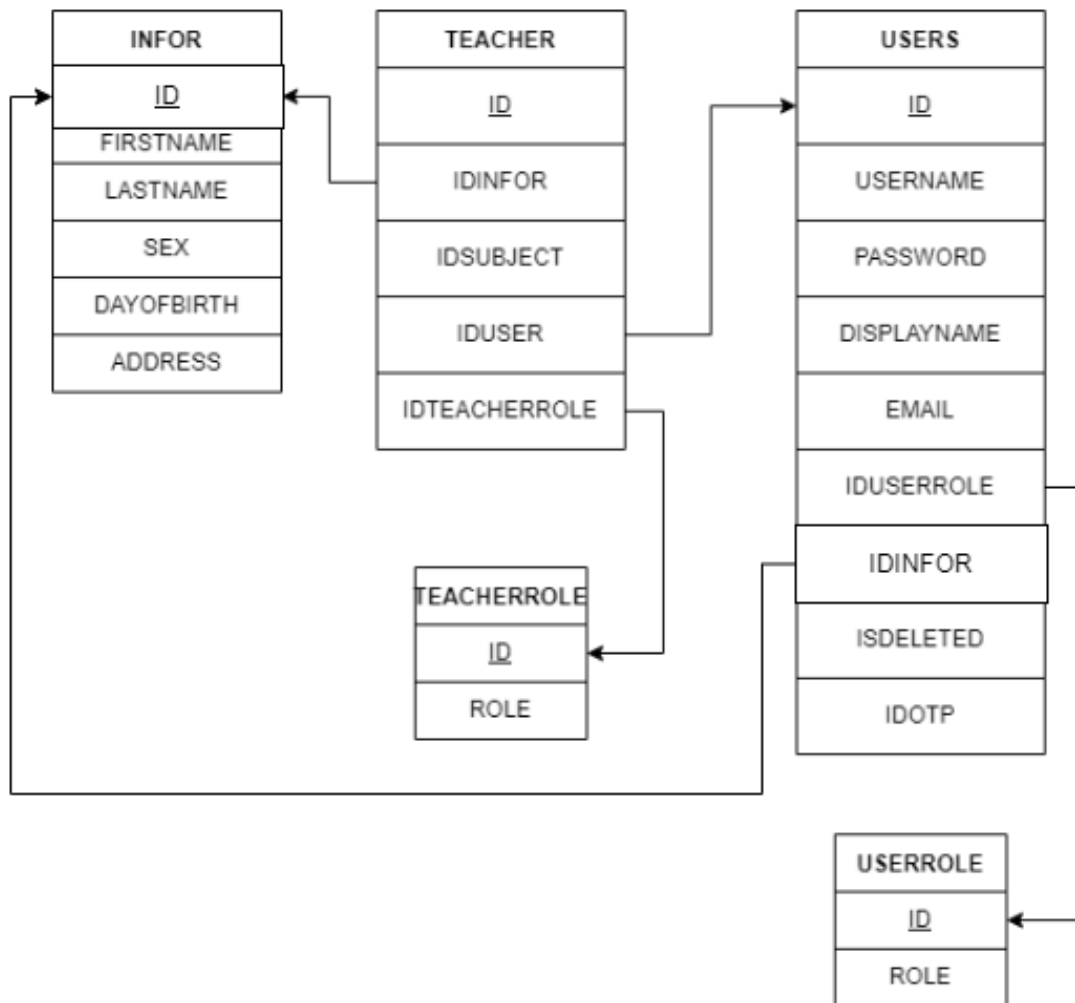 INFOR
ID
FIRSTNAME
LASTNAME
SEX
DAYOFBIRTH
ADDRESS
TEACHER
ID
IDINFOR
IDSUBJECT
IDUSER
IDTEACHERROLE
USERS
ID
USERNAME
PASSWORD
DISPLAYNAME
EMAIL
IDUSERROLE
IDINFOR
ISDELETED
IDOTP
TEACHERROLE
ID
ROLE
USERROLE
ID
ROLE